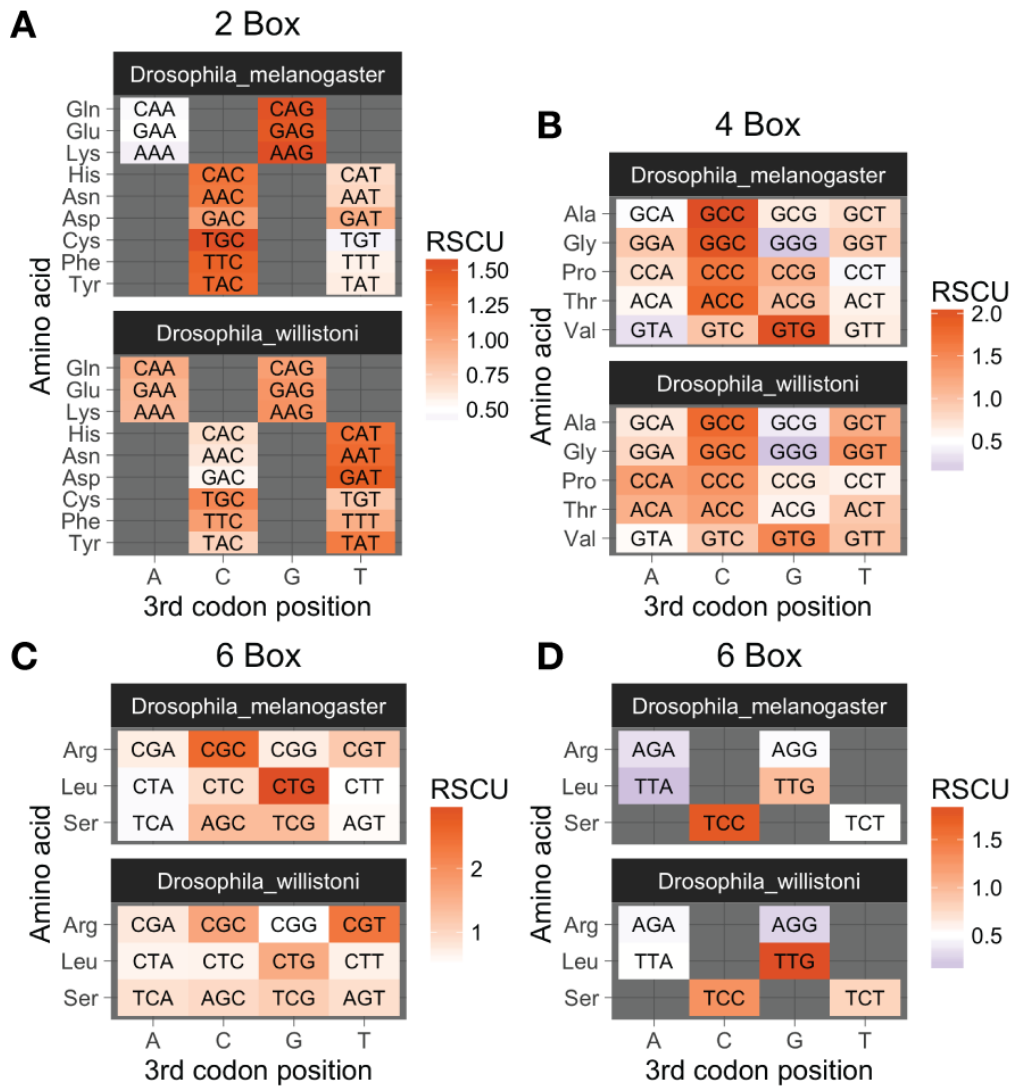 A
2 Box
Drosophila_melanogaster
Gln CAA CAG
Glu GAA GAG
Lys AAA AAG
His CAC CAT
Asn AAC AAT
Asp GAC GAT
Cys TGC TGT
Phe TTC TTT
Tyr TAC TAT
Drosophila_willistoni
Gln CAA CAG
Glu GAA GAG
Lys AAA AAG
His CAC CAT
Asn AAC AAT
Asp GAC GAT
Cys TGC TGT
Phe TTC TTT
Tyr TAC TAT
A C G T
3rd codon position
Amino acid
RSCU
1.50
1.25
1.00
0.75
0.50
B
4 Box
Drosophila_melanogaster
Ala GCA GCC GCG GCT
Gly GGA GGC GGG GGT
Pro CCA CCC CCG CCT
Thr ACA ACC ACG ACT
Val GTA GTC GTG GTT
Drosophila_willistoni
Ala GCA GCC GCG GCT
Gly GGA GGC GGG GGT
Pro CCA CCC CCG CCT
Thr ACA ACC ACG ACT
Val GTA GTC GTG GTT
A C G T
3rd codon position
Amino acid
RSCU
2.0
1.5
1.0
0.5
C
6 Box
Drosophila_melanogaster
Arg CGA CGC CGG CGT
Leu CTA CTC CTG CTT
Ser TCA AGC TCG AGT
Drosophila_willistoni
Arg CGA CGC CGG CGT
Leu CTA CTC CTG CTT
Ser TCA AGC TCG AGT
A C G T
3rd codon position
Amino acid
RSCU
2
1
D
6 Box
Drosophila_melanogaster
Arg AGA AGG
Leu TTA TTG
Ser TCC TCT
Drosophila_willistoni
Arg AGA AGG
Leu TTA TTG
Ser TCC TCT
A C G T
3rd codon position
Amino acid
RSCU
1.5
1.0
0.5